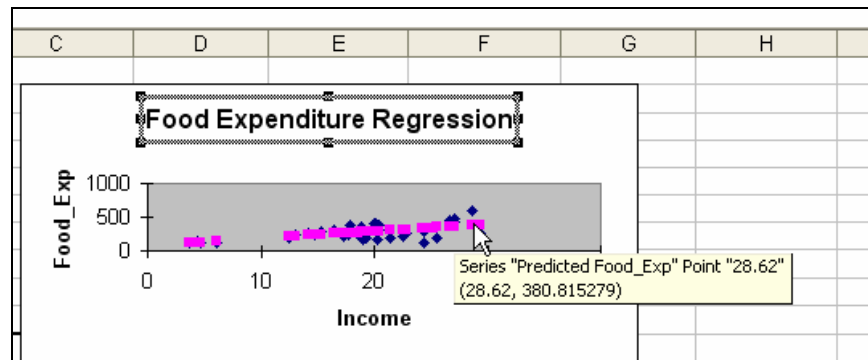 C D E F G H
Food Expenditure Regression
Food_Exp
1000
500
0
0 10 20
Series "Predicted Food_Exp" Point "28.62"
(28.62, 380.815279)
Income